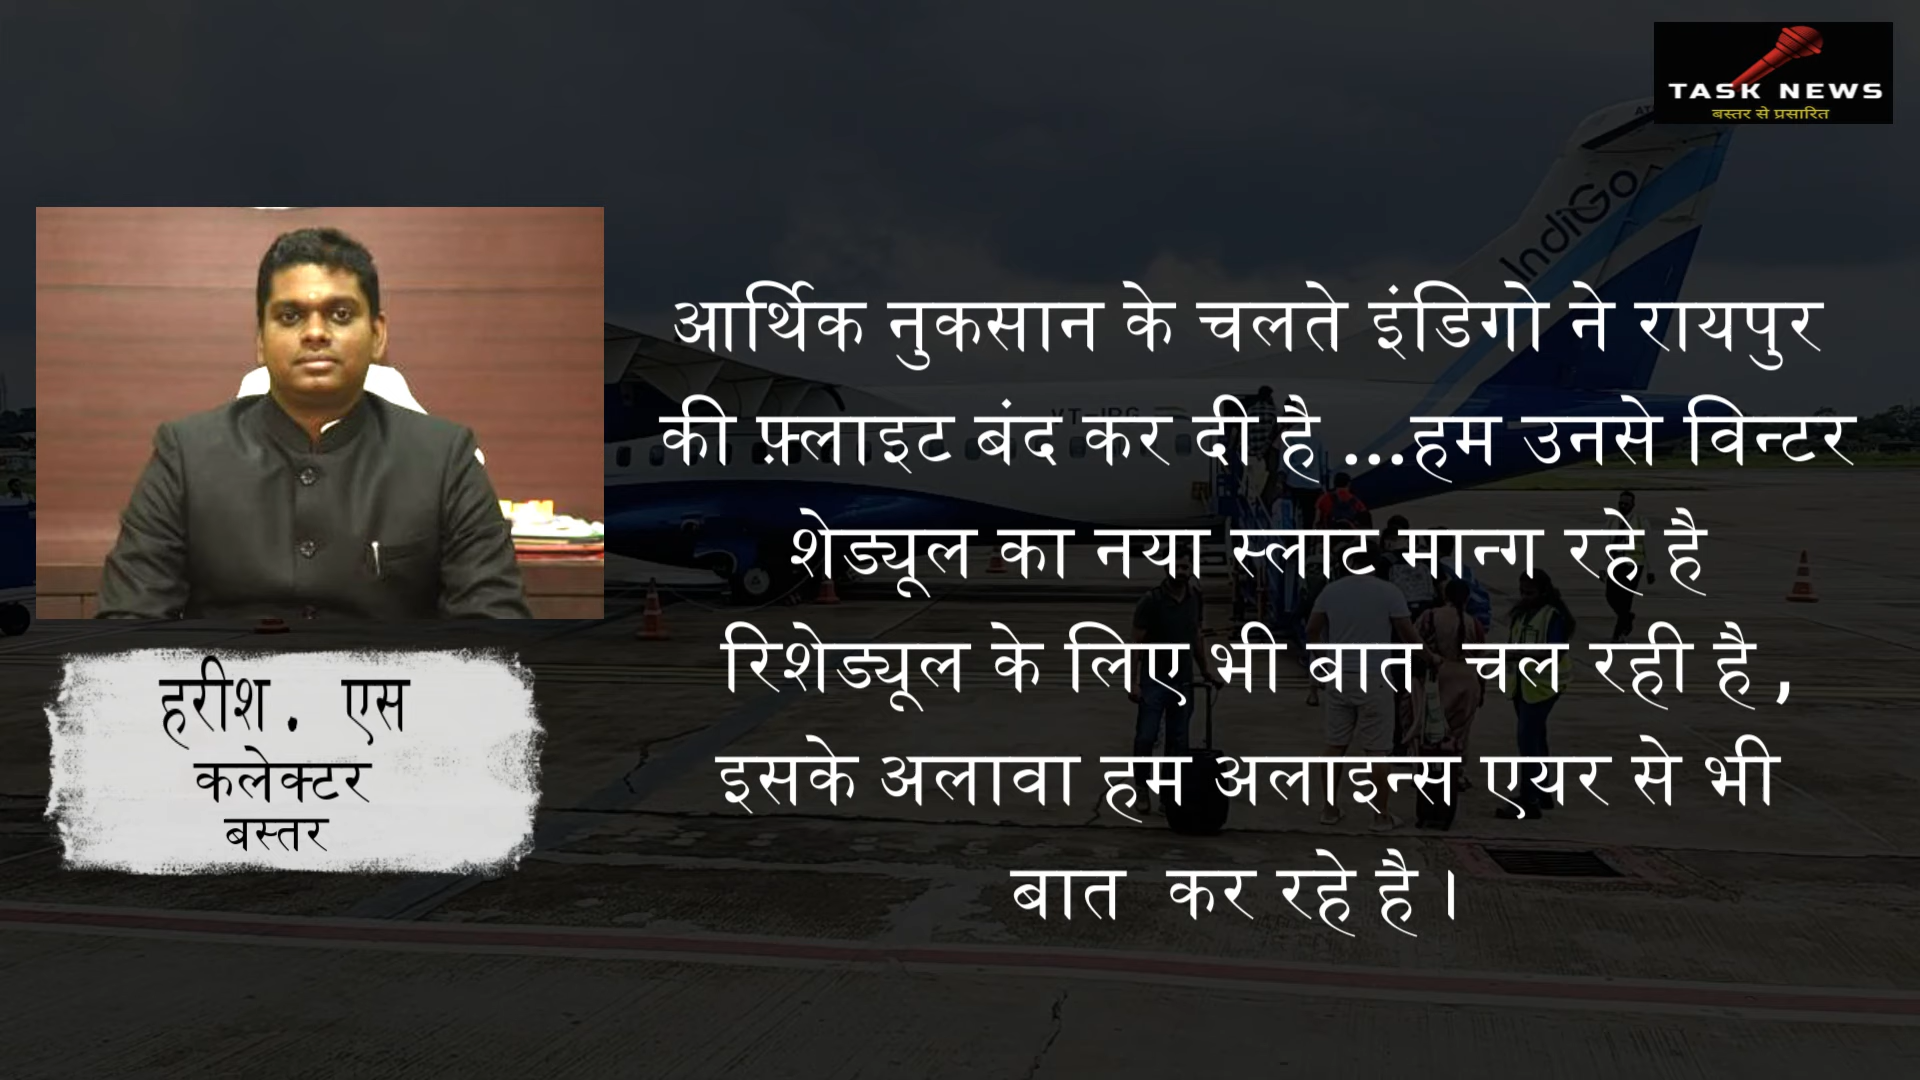 TASK NEWS
बस्तर से प्रसारित
IndiGo
आर्थिक नुकसान के चलते इंडिगो ने रायपुर
की फ़्लाइट बंद कर दी है ...हम उनसे विन्टर
शेड्यूल का नया स्लाट मान्ग रहे है
रिशेड्यूल के लिए भी बात चल रही है ,
इसके अलावा हम अलाइन्स एयर से भी
बात कर रहे है ।
हरीश . एस
कलेक्टर
बस्तर